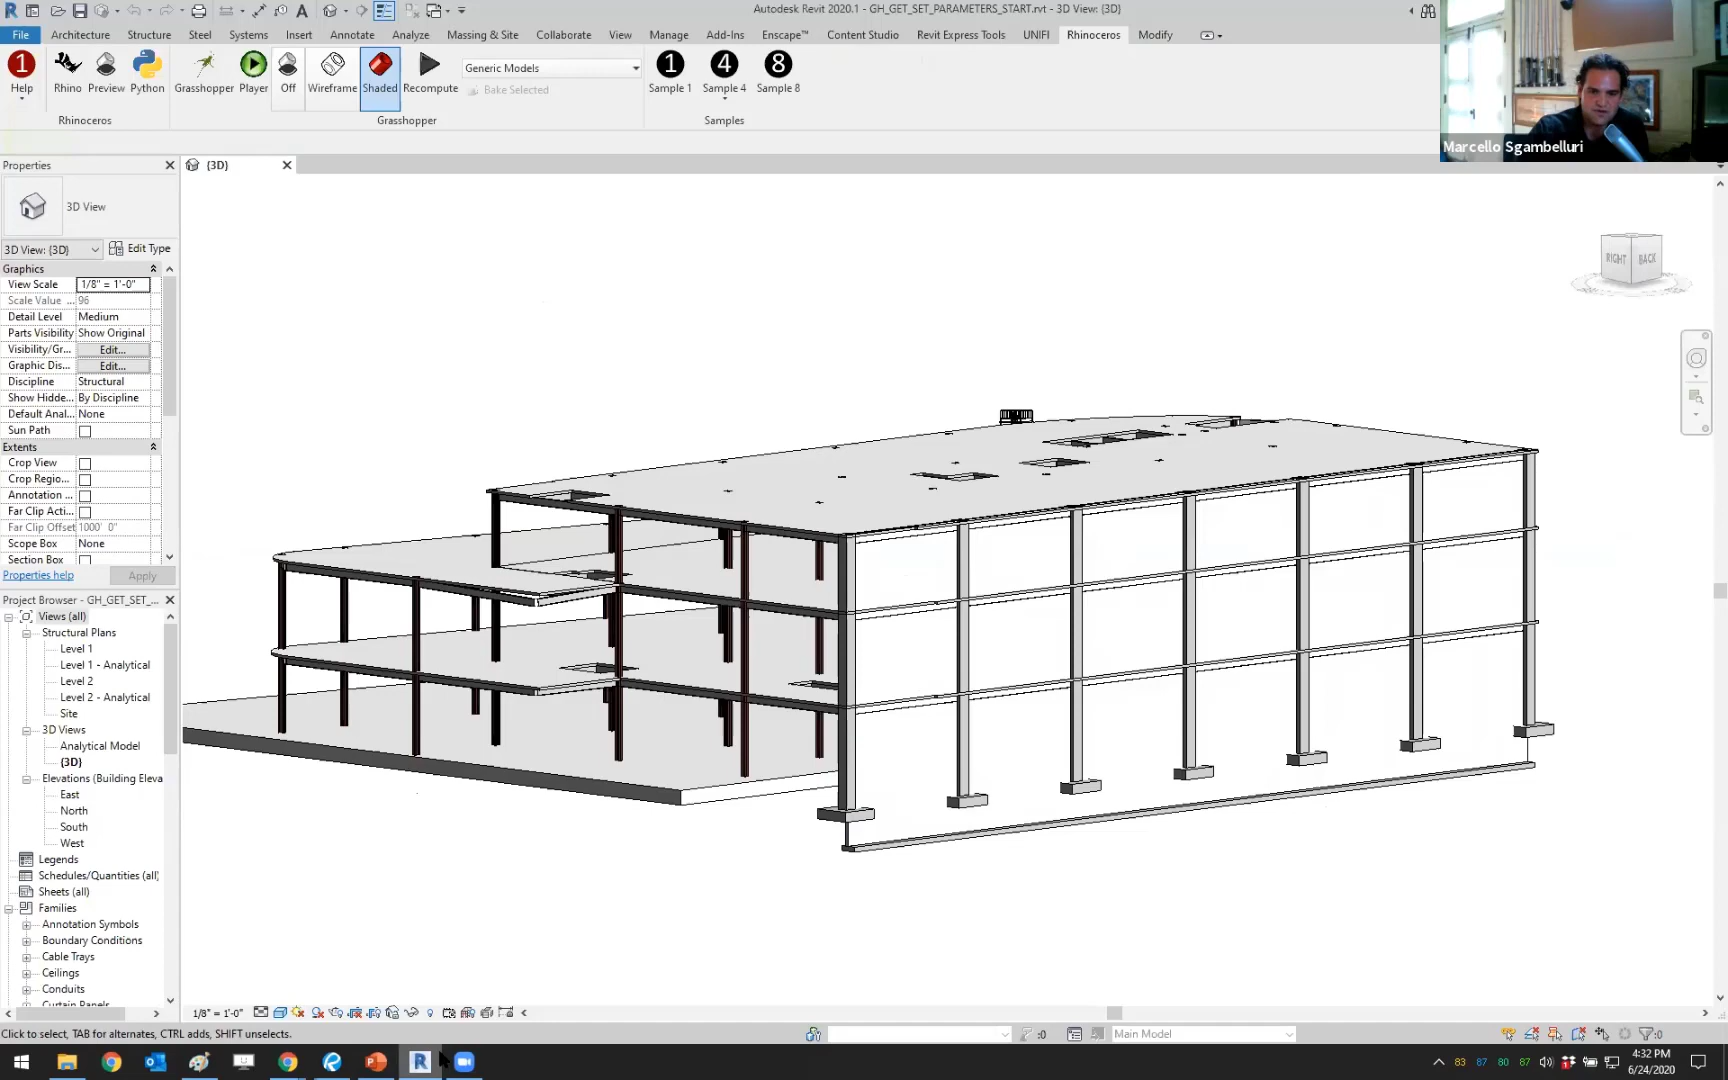 Autodesk Revit 2020.1 - GH_GET_SET_PARAMETERS_START.rvt - 3D View: {3D}
File Architecture Structure Steel Systems Insert Annotate Analyze Massing & Site Collaborate View Manage Add-Ins Enscape™ Content Studio Revit Express Tools UNIFI Rhinoceros Modify
Help Rhino Preview Python Grasshopper Player Off Wireframe Shaded Recompute
Generic Models
Bake Selected
1 4 8
Sample 1 Sample 4 Sample 8
Rhinoceros Grasshopper Samples
Marcello Sgambelluri
Properties
{3D}
3D View
3D View: {3D} Edit Type
Graphics
View Scale 1/8" = 1'-0"
Scale Value ... 96
Detail Level Medium
Parts Visibility Show Original
Visibility/Gr... Edit...
Graphic Dis... Edit...
Discipline Structural
Show Hidde... By Discipline
Default Anal... None
Sun Path
Extents
Crop View
Crop Regio...
Annotation ...
Far Clip Acti...
Far Clip Offset 1000' 0"
Scope Box None
Section Box
Properties help Apply
Project Browser - GH_GET_SET_...
Views (all)
Structural Plans
Level 1
Level 1 - Analytical
Level 2
Level 2 - Analytical
Site
3D Views
Analytical Model
{3D}
Elevations (Building Eleva
East
North
South
West
Legends
Schedules/Quantities (all)
Sheets (all)
Families
Annotation Symbols
Boundary Conditions
Cable Trays
Ceilings
Conduits
Curtain Panels
RIGHT BACK
1/8" = 1'-0"
Click to select, TAB for alternates, CTRL adds, SHIFT unselects.
:0
Main Model
:0
83 87 80 87
4:32 PM
6/24/2020